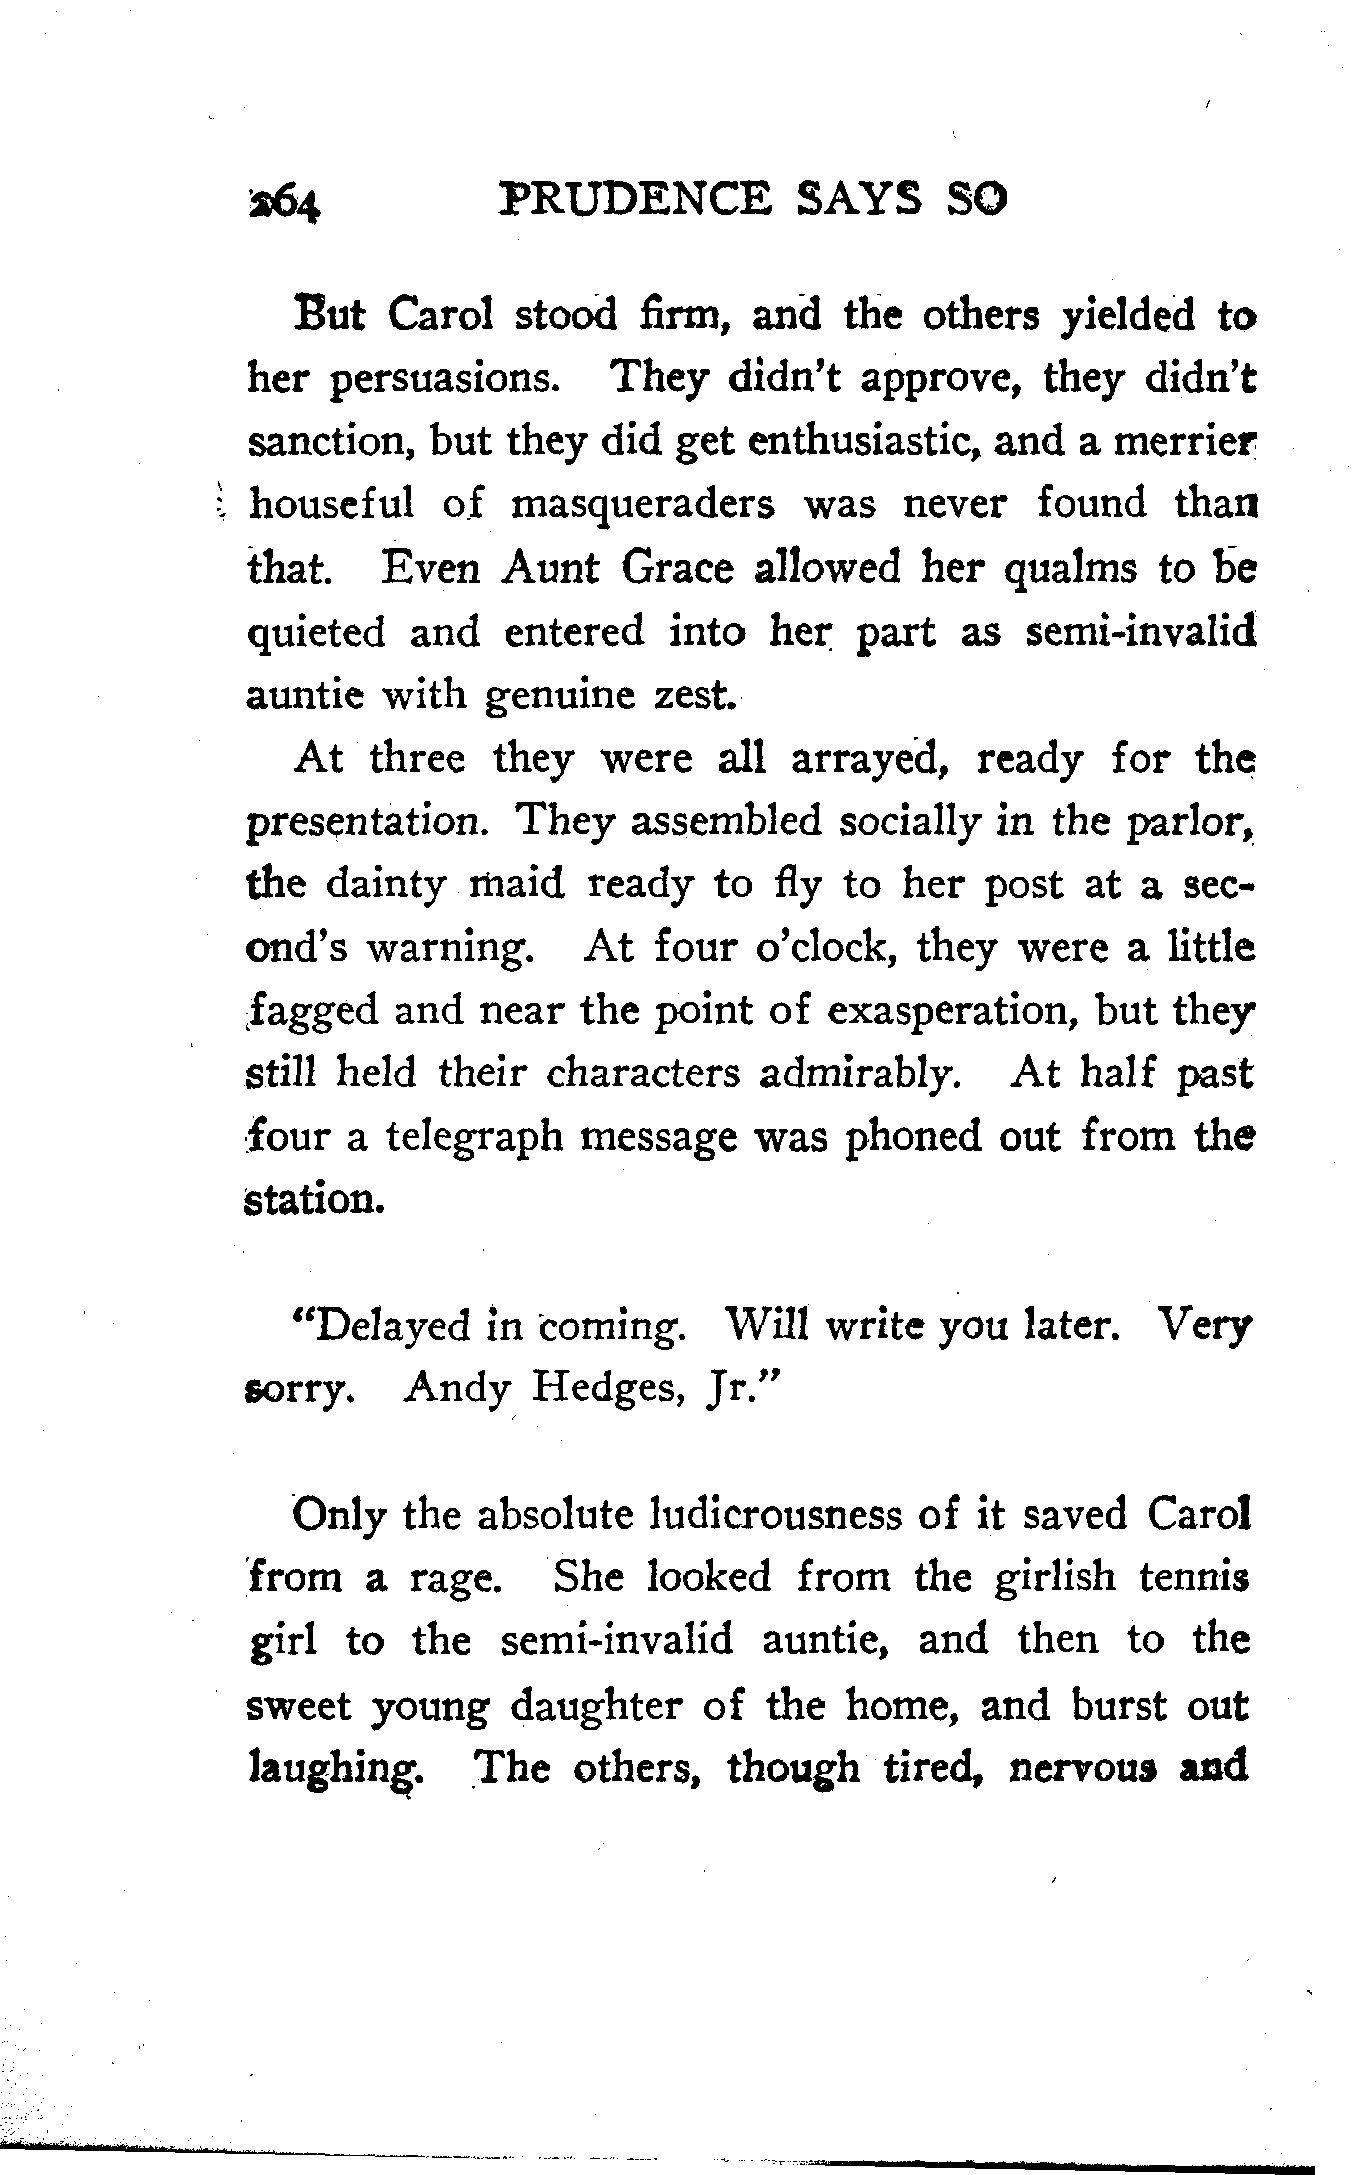 264 PRUDENCE SAYS SO
But Carol stood firm, and the others yielded to
her persuasions. They didn't approve, they didn't
sanction, but they did get enthusiastic, and a merrier
houseful of masqueraders was never found than
that. Even Aunt Grace allowed her qualms to be
quieted and entered into her part as semi-invalid
auntie with genuine zest.
At three they were all arrayed, ready for the
presentation. They assembled socially in the parlor,
the dainty maid ready to fly to her post at a sec-
ond's warning. At four o'clock, they were a little
fagged and near the point of exasperation, but they
still held their characters admirably. At half past
four a telegraph message was phoned out from the
station.
"Delayed in coming. Will write you later. Very
sorry. Andy Hedges, Jr."
Only the absolute ludicrousness of it saved Carol
from a rage. She looked from the girlish tennis
girl to the semi-invalid auntie, and then to the
sweet young daughter of the home, and burst out
laughing. The others, though tired, nervous and